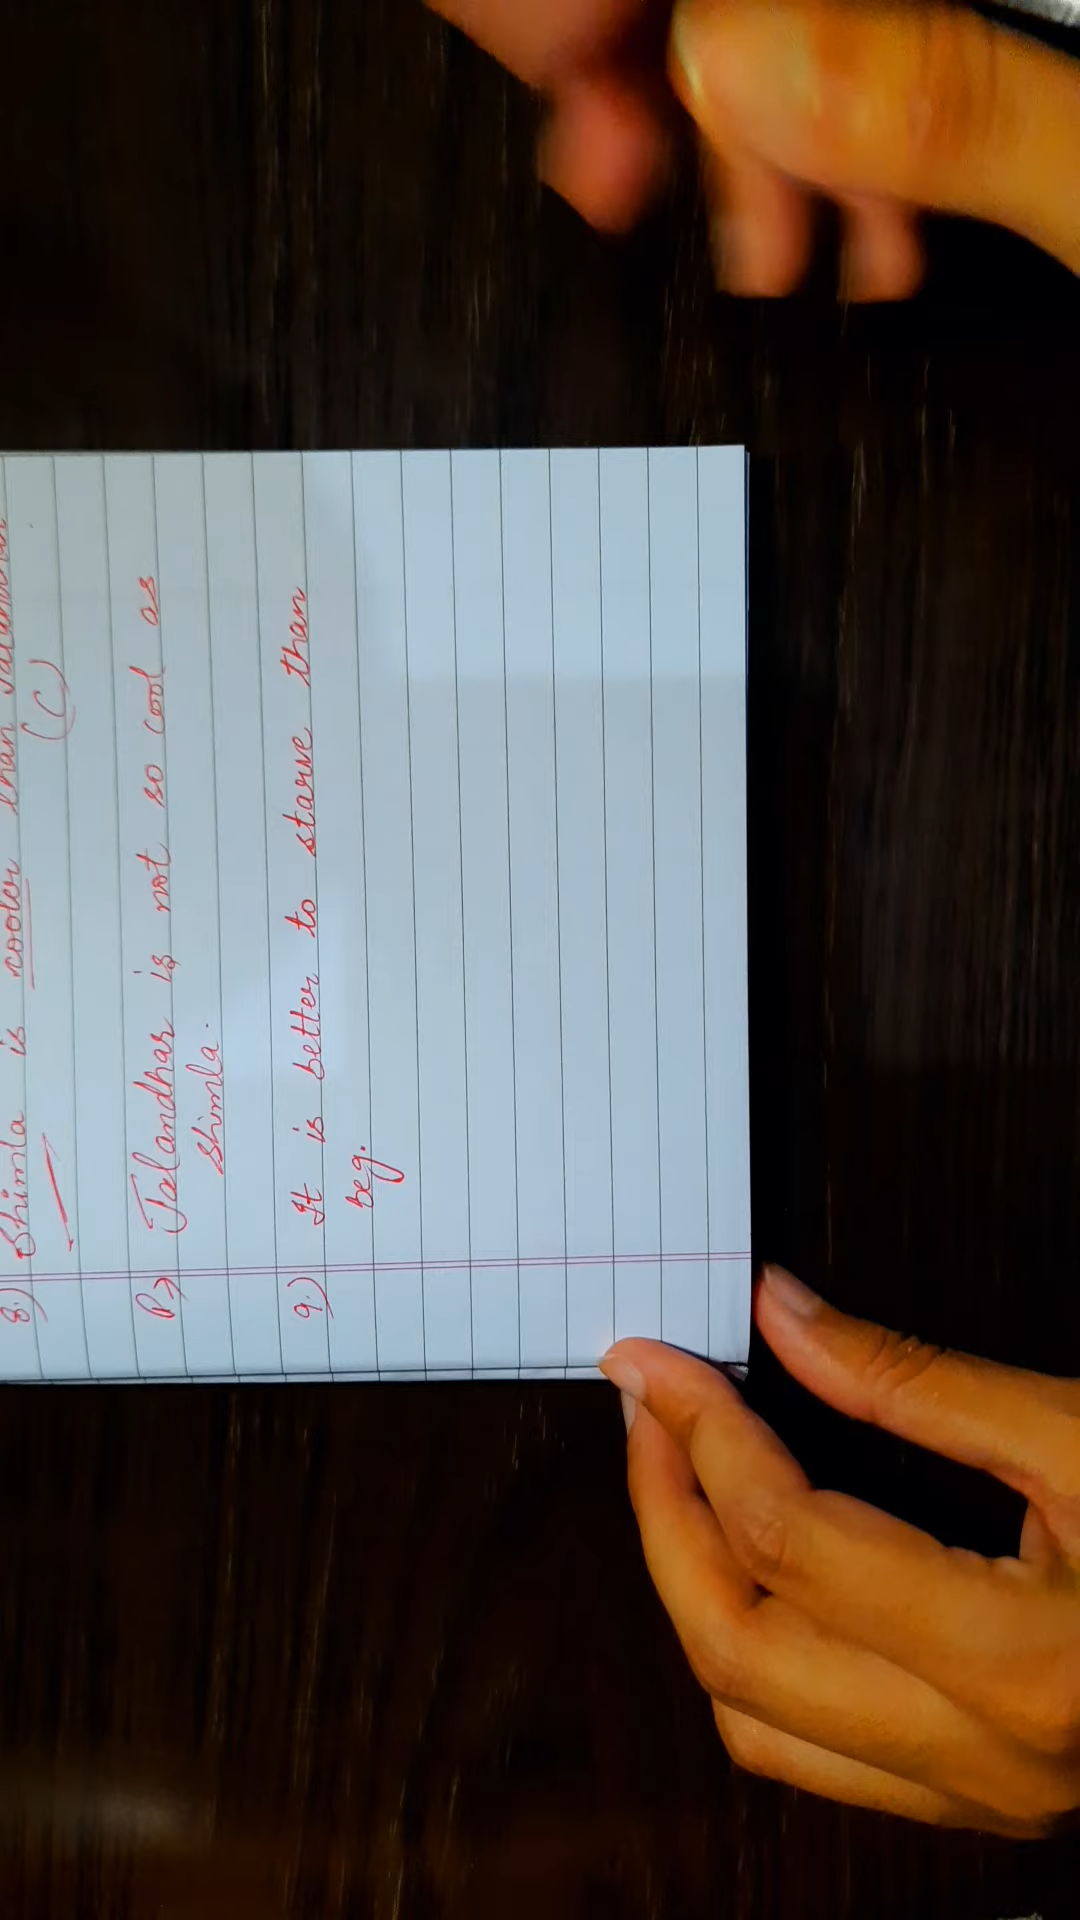 8.) Shimla is cooler than Jalandhar.
(C)
P→ Jalandhar is not so cool as
Shimla.
9.) It is better to starve than
beg.